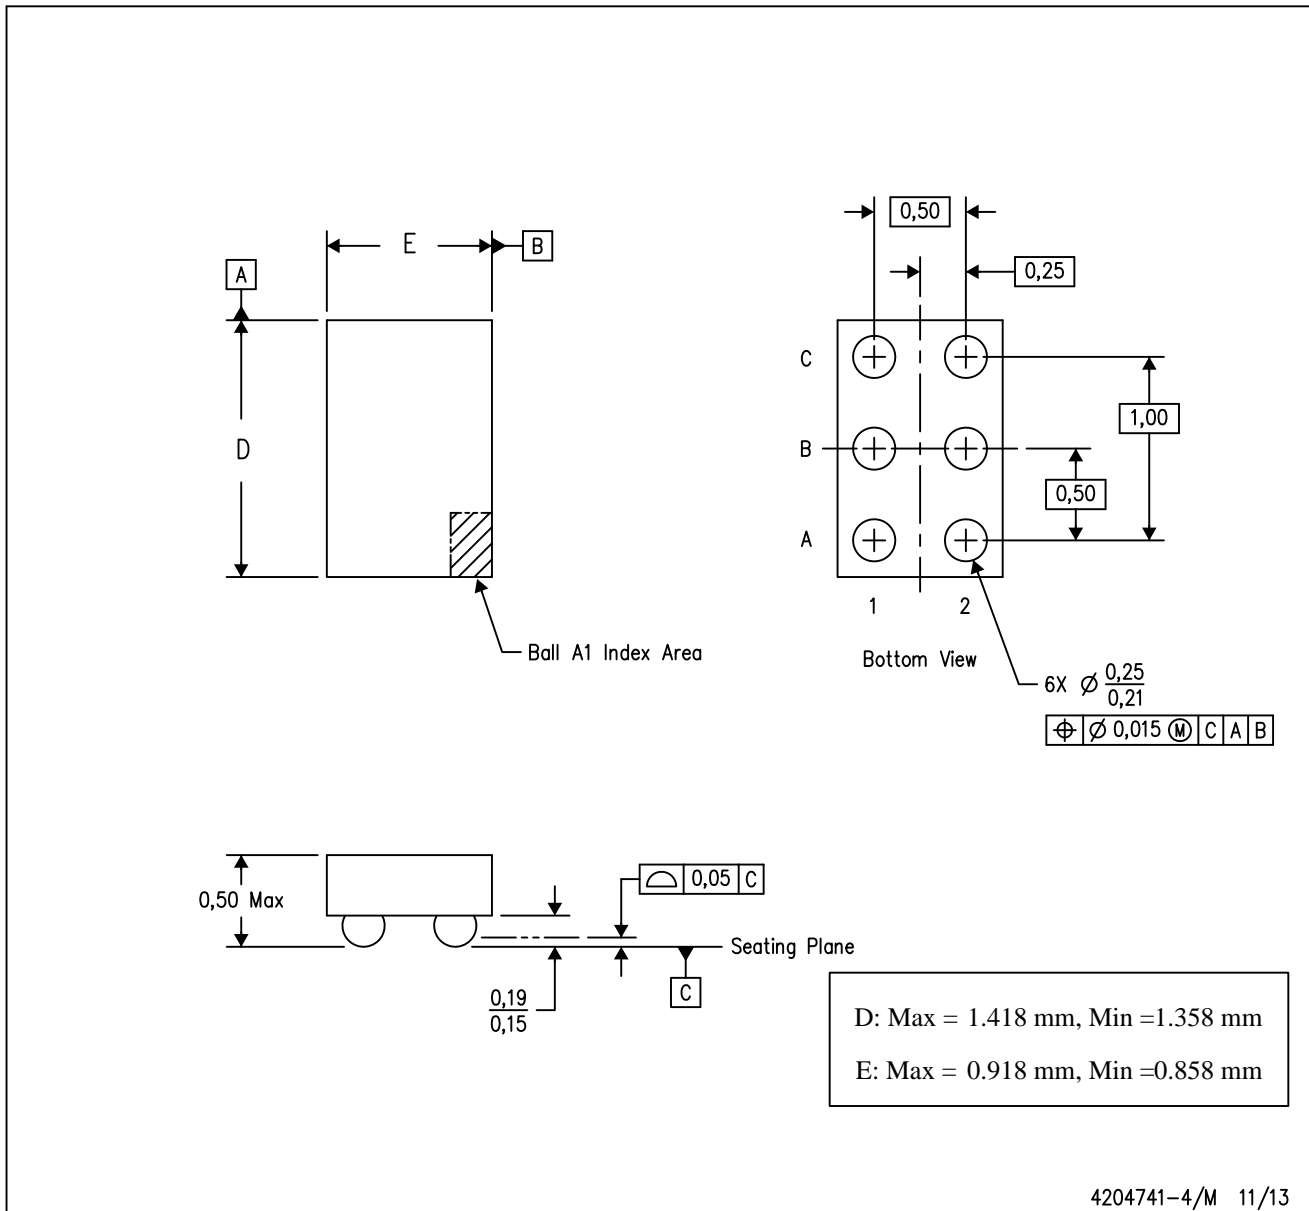 0,50
E
B
A
0,25
C
1,00
D
B
0,50
A
1 2
Ball A1 Index Area
Bottom View
6X Ø 0,25
0,21
⌖ Ø 0,015 Ⓜ C A B
0,50 Max
⌓ 0,05 C
Seating Plane
C
0,19
0,15
D: Max = 1.418 mm, Min =1.358 mm
E: Max = 0.918 mm, Min =0.858 mm
4204741-4/M 11/13